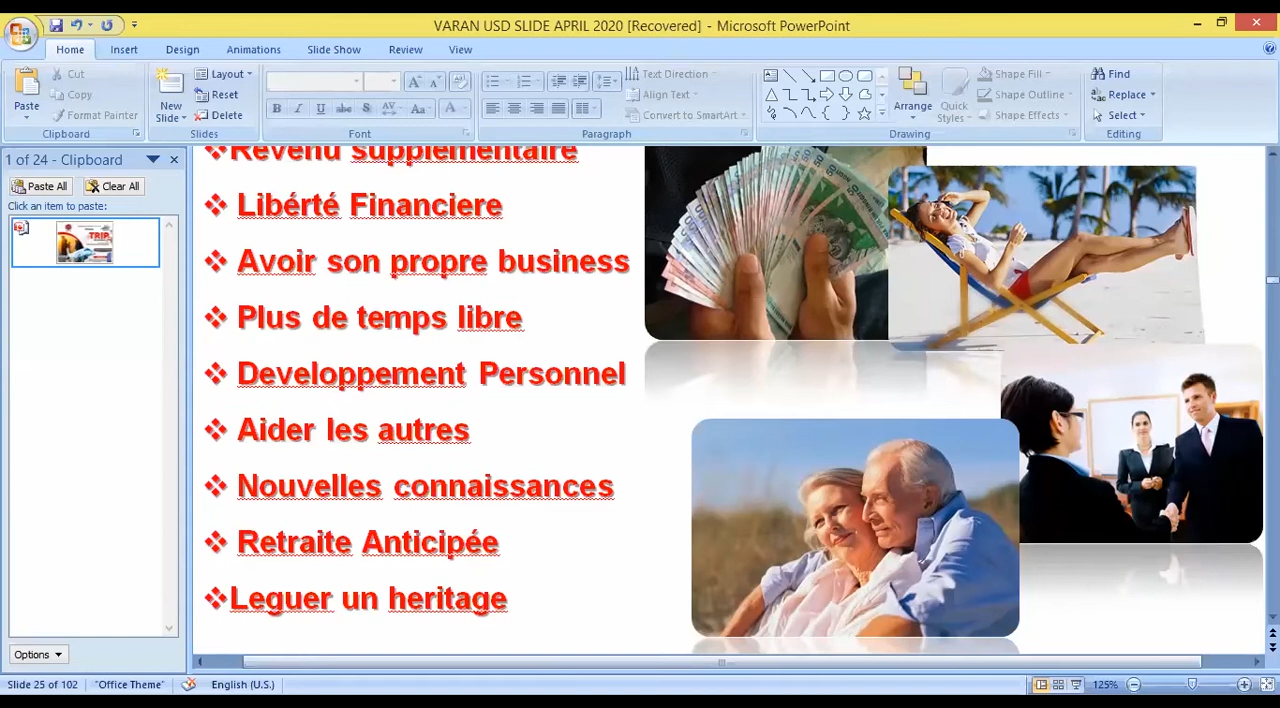 VARAN USD SLIDE APRIL 2020 [Recovered] - Microsoft PowerPoint
Home Insert Design Animations Slide Show Review View
Cut Layout Text Direction Shape Fill Find
Copy Reset Align Text Shape Outline Replace
Paste Format Painter New Slide Delete Convert to SmartArt Arrange Quick Styles Shape Effects Select
Clipboard Slides Font Paragraph Drawing Editing
1 of 24 - Clipboard
Paste All Clear All
Click an item to paste:
TRIP
Revenu supplementaire
Libérté Financiere
Avoir son propre business
Plus de temps libre
Developpement Personnel
Aider les autres
Nouvelles connaissances
Retraite Anticipée
Leguer un heritage
Options
Slide 25 of 102 "Office Theme" English (U.S.) 125%